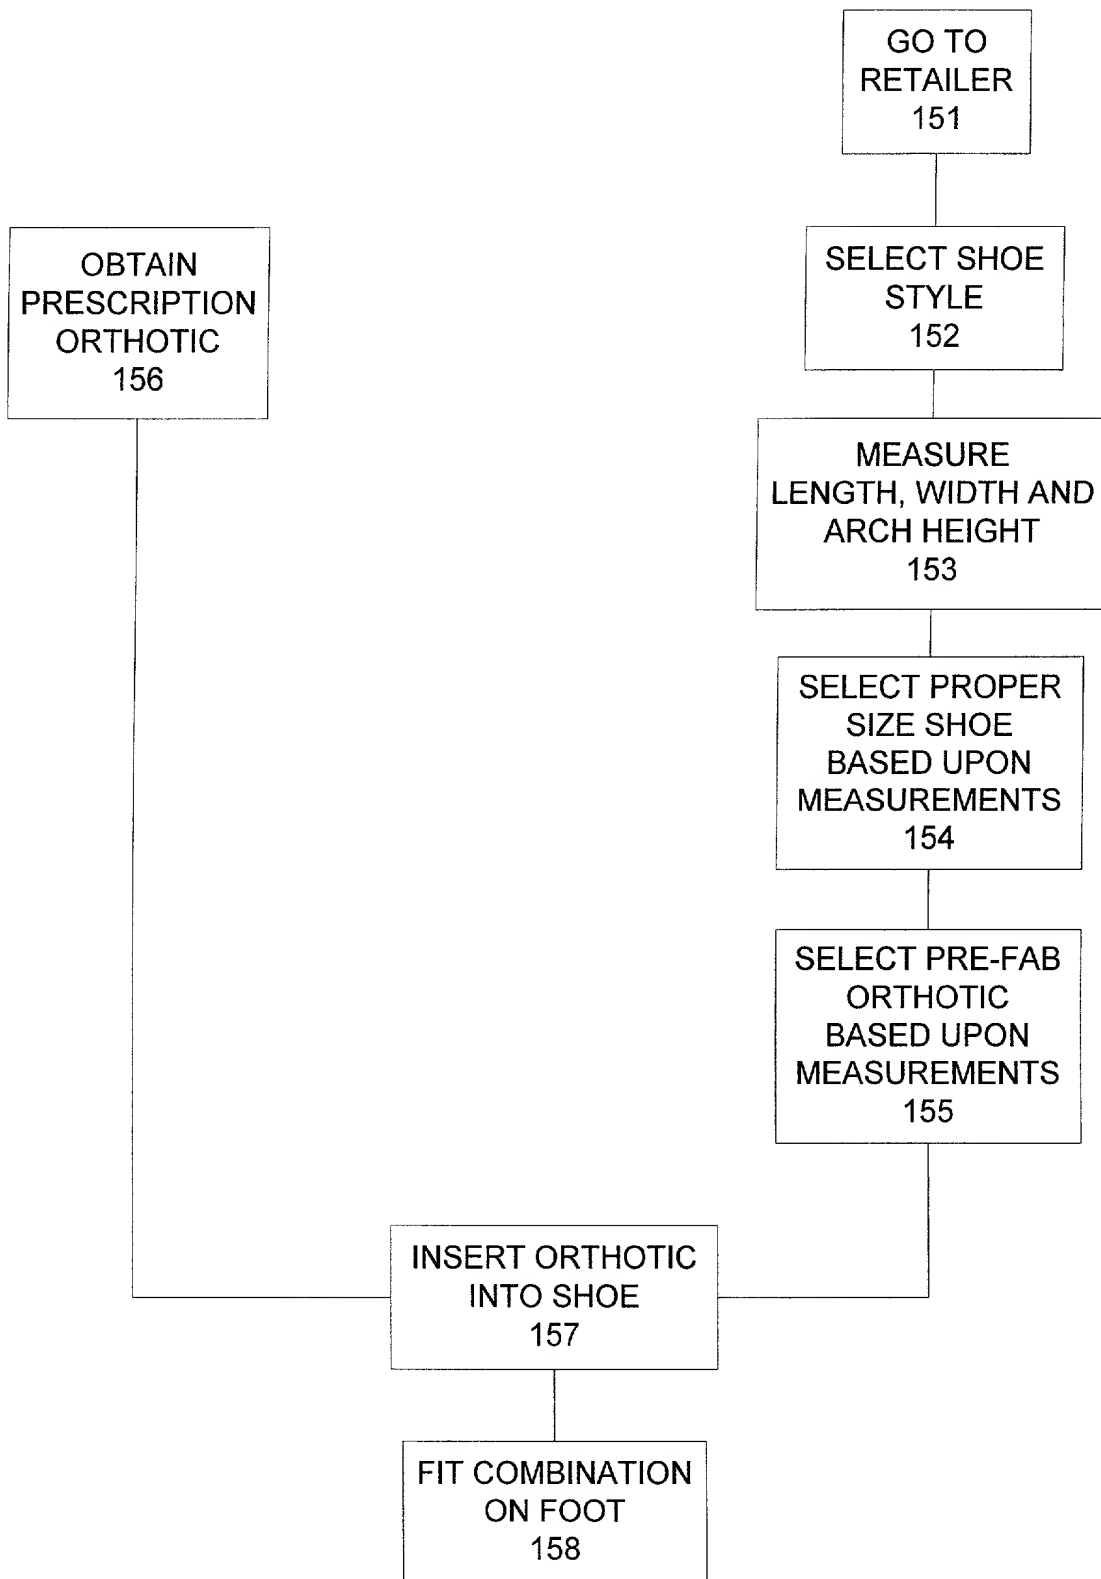 GO TO
RETAILER
151
SELECT SHOE
STYLE
152
OBTAIN
PRESCRIPTION
ORTHOTIC
156
MEASURE
LENGTH, WIDTH AND
ARCH HEIGHT
153
SELECT PROPER
SIZE SHOE
BASED UPON
MEASUREMENTS
154
SELECT PRE-FAB
ORTHOTIC
BASED UPON
MEASUREMENTS
155
INSERT ORTHOTIC
INTO SHOE
157
FIT COMBINATION
ON FOOT
158